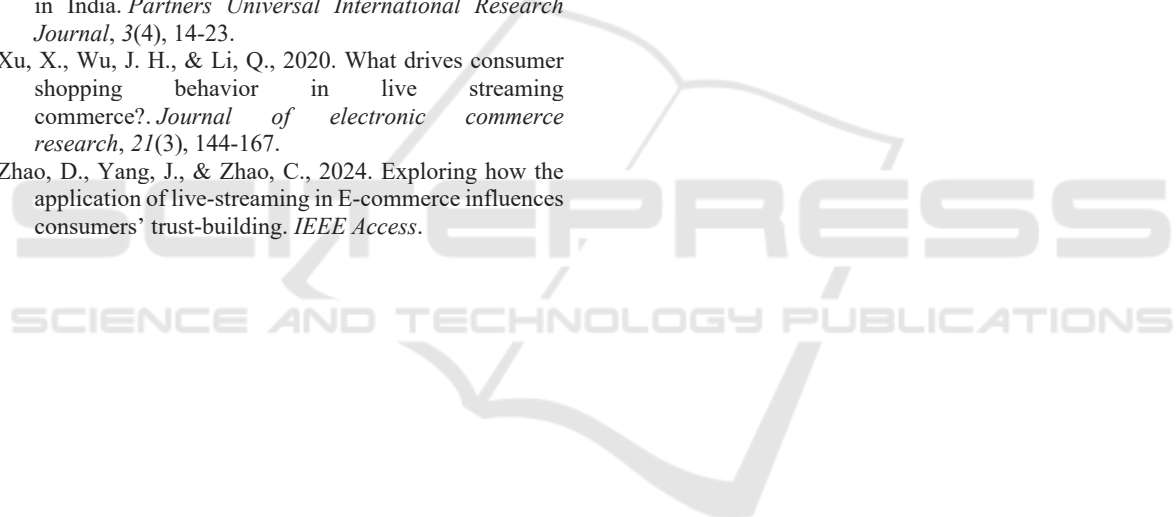 in India. Partners Universal International Research
Journal, 3(4), 14-23.
Xu, X., Wu, J. H., & Li, Q., 2020. What drives consumer
shopping behavior in live streaming
commerce?. Journal of electronic commerce
research, 21(3), 144-167.
Zhao, D., Yang, J., & Zhao, C., 2024. Exploring how the
application of live-streaming in E-commerce influences
consumers’ trust-building. IEEE Access.
SCITEPRESS
SCIENCE AND TECHNOLOGY PUBLICATIONS